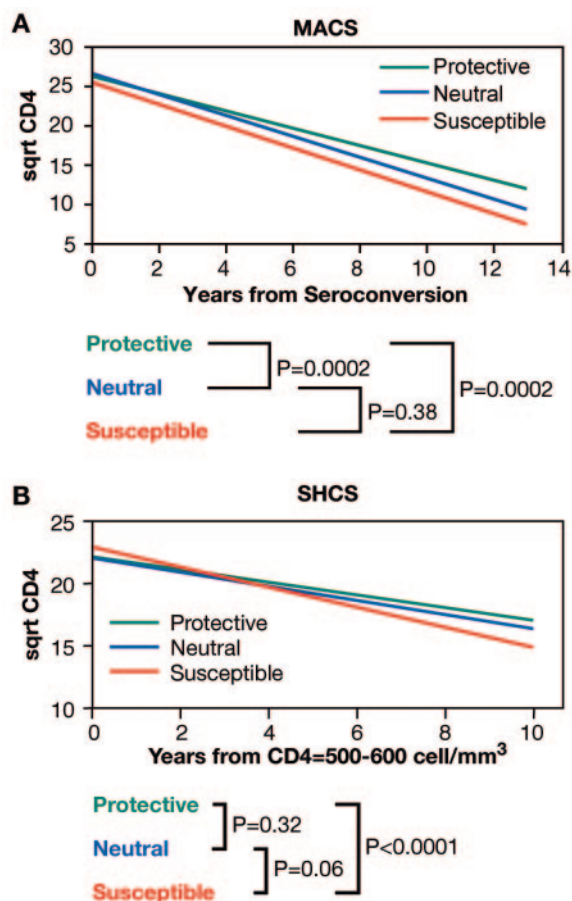 A
MACS
30
25
20
15
10
5
sqrt CD4
Protective
Neutral
Susceptible
0 2 4 6 8 10 12 14
Years from Seroconversion
Protective
P=0.0002
Neutral
P=0.0002
P=0.38
Susceptible
B
SHCS
25
20
15
10
sqrt CD4
Protective
Neutral
Susceptible
0 2 4 6 8 10
Years from CD4=500-600 cell/mm³
Protective
P=0.32
Neutral
P<0.0001
P=0.06
Susceptible